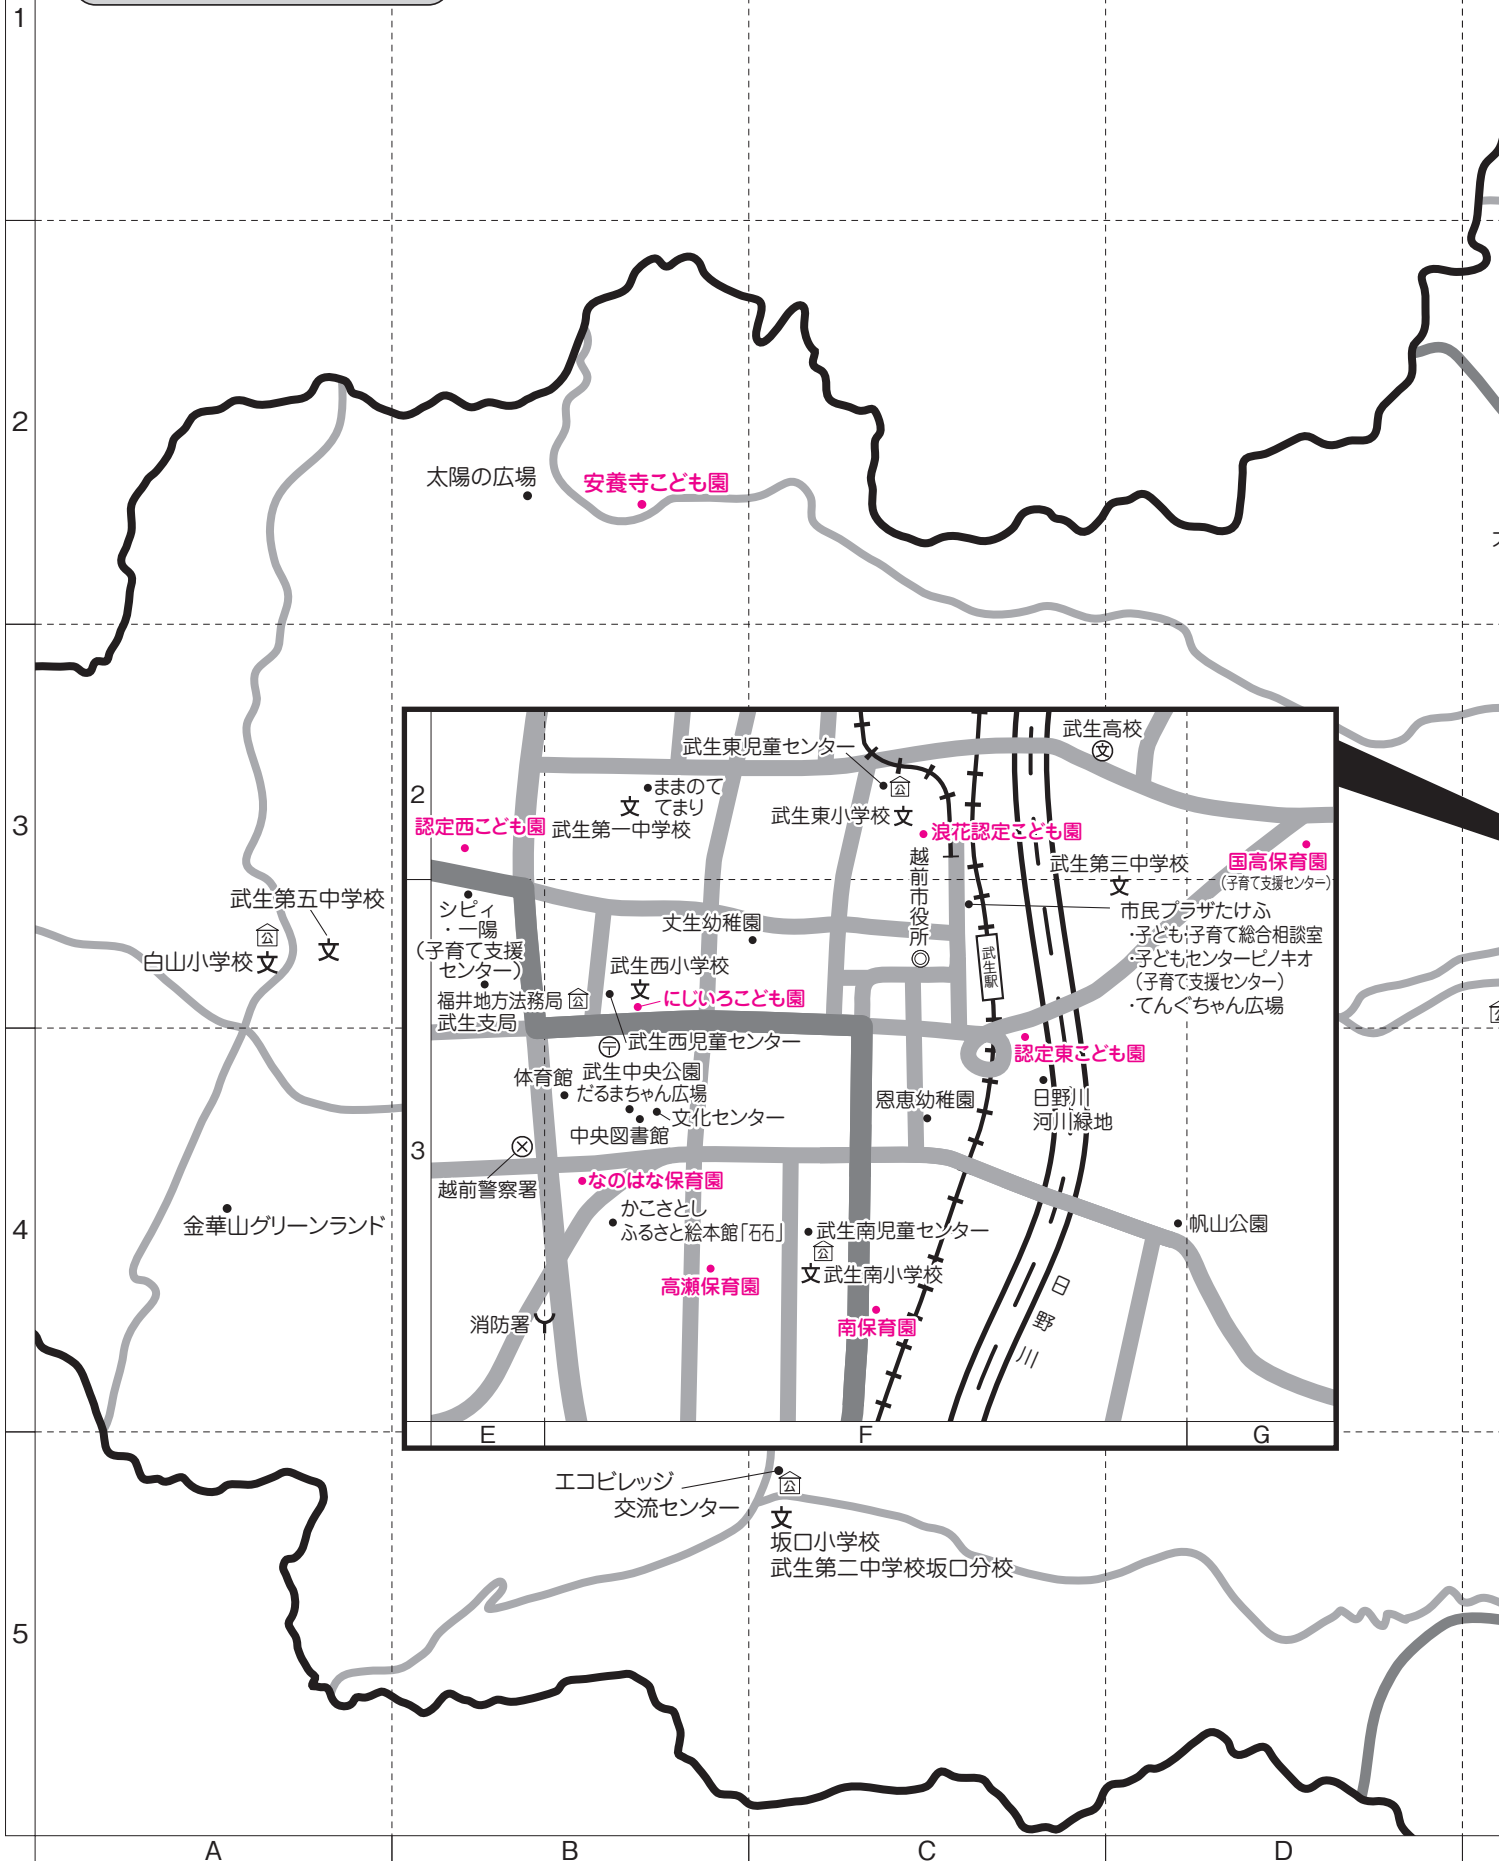 1
2
3
4
5
A
B
C
D
太陽の広場
安養寺こども園
武生第五中学校
公
白山小学校文
文
金華山グリーンランド
2
3
E
F
G
武生東児童センター
公
武生高校
文
ままのて
てまり
文
武生第一中学校
武生東小学校文
認定西こども園
浪花認定こども園
越前市役所
武生第三中学校
文
国高保育園
(子育て支援センター)
シピィ
・一陽
(子育て支援
センター)
丈生幼稚園
市民プラザたけふ
・子ども・子育て総合相談室
・子どもセンターピノキオ
(子育て支援センター)
・てんぐちゃん広場
武生駅
武生西小学校
文
にじいろこども園
福井地方法務局
武生支局
公
〒
武生西児童センター
認定東こども園
体育館
武生中央公園
だるまちゃん広場
文化センター
中央図書館
恩恵幼稚園
日野川
河川緑地
越前警察署
なのはな保育園
かこさとし
ふるさと絵本館「石石」
武生南児童センター
公
文武生南小学校
帆山公園
高瀬保育園
南保育園
消防署
日野川
エコビレッジ
交流センター
公
文
坂口小学校
武生第二中学校坂口分校